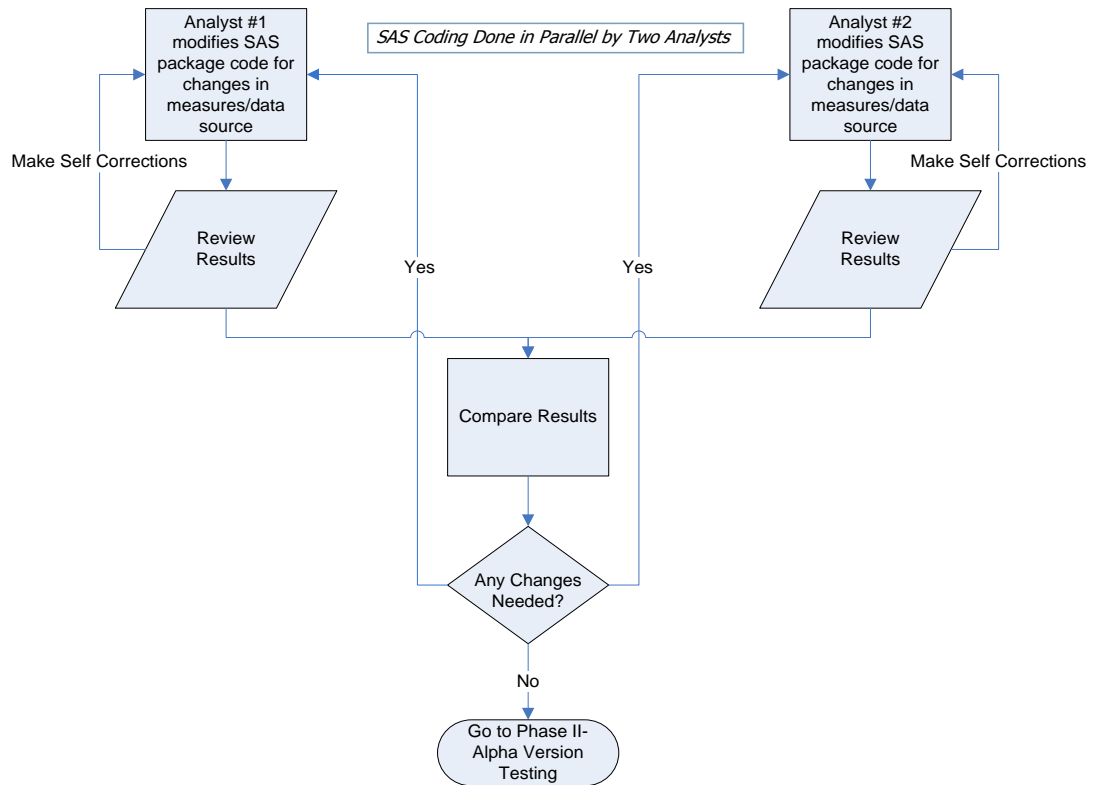 Analyst #1
modifies SAS
package code for
changes in
measures/data
source
SAS Coding Done in Parallel by Two Analysts
Analyst #2
modifies SAS
package code for
changes in
measures/data
source
Make Self Corrections
Make Self Corrections
Review
Results
Review
Results
Yes
Yes
Compare Results
Any Changes
Needed?
No
Go to Phase II-
Alpha Version
Testing